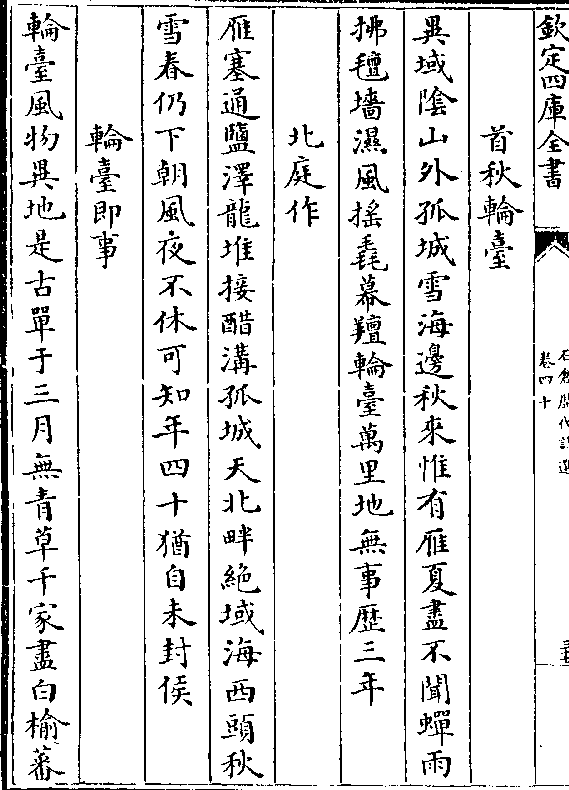 欽定四庫全書
石倉歷代詩選
卷四十
首秋輪臺
異域陰山外孤城雪海邊秋來惟有雁夏盡不聞蟬雨
拂氊墻濕風搖毳幕羶輪臺萬里地無事歴三年
北庭作
雁塞通鹽澤龍堆接醋溝孤城天北畔絶域海西頭秋
雪春仍下朝風夜不休可知年四十猶自未封侯
輪臺即事
輪臺風物異地是古單于三月無青草千家盡白榆蕃